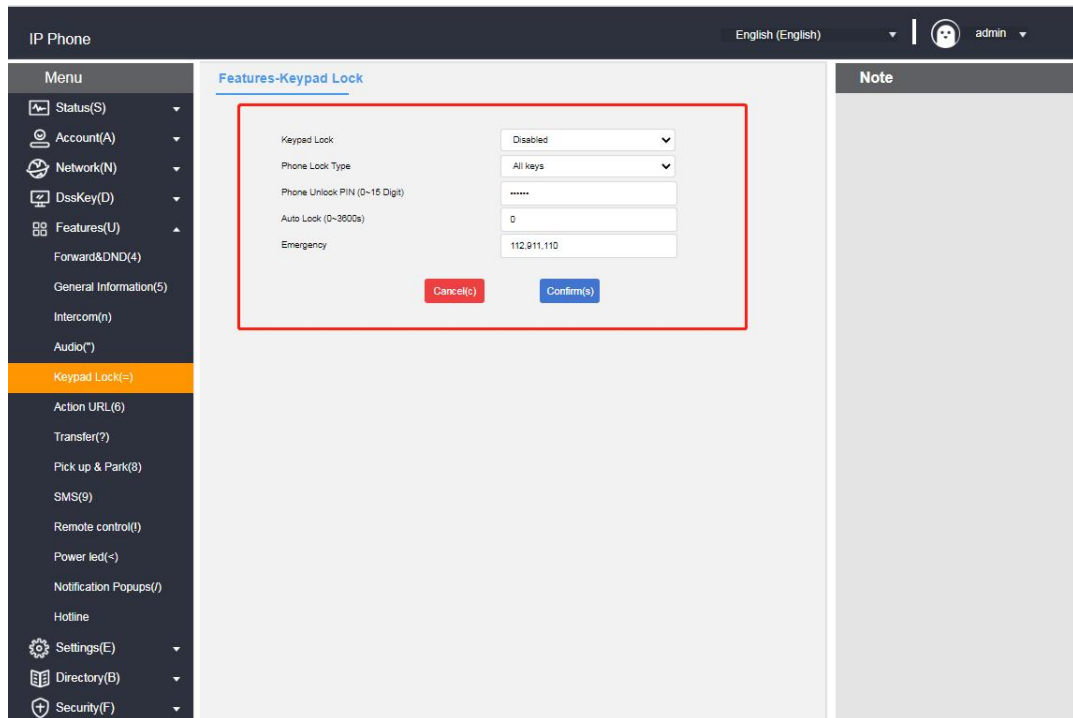 IP Phone
English (English)
admin
Menu
Status(S)
Account(A)
Network(N)
DssKey(D)
Features(U)
Forward&DND(4)
General Information(5)
Intercom(n)
Audio(")
Keypad Lock(=)
Action URL(6)
Transfer(?)
Pick up & Park(8)
SMS(9)
Remote control(!)
Power led(<)
Notification Popups(/)
Hotline
Settings(E)
Directory(B)
Security(F)
Features-Keypad Lock
Keypad Lock Disabled
Phone Lock Type All keys
Phone Unlock PIN (0~15 Digit) ••••••
Auto Lock (0~3600s) 0
Emergency 112,911,110
Cancel(c) Confirm(s)
Note